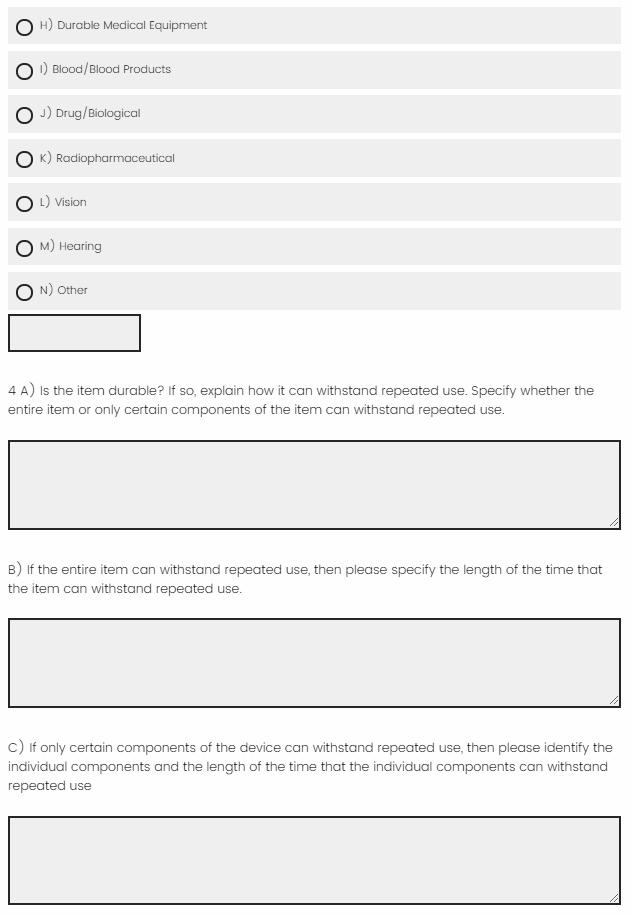 H) Durable Medical Equipment
I) Blood/Blood Products
J) Drug/Biological
K) Radiopharmaceutical
L) Vision
M) Hearing
N) Other
4 A) Is the item durable? If so, explain how it can withstand repeated use. Specify whether the
entire item or only certain components of the item can withstand repeated use.
B) If the entire item can withstand repeated use, then please specify the length of the time that
the item can withstand repeated use.
C) If only certain components of the device can withstand repeated use, then please identify the
individual components and the length of the time that the individual components can withstand
repeated use